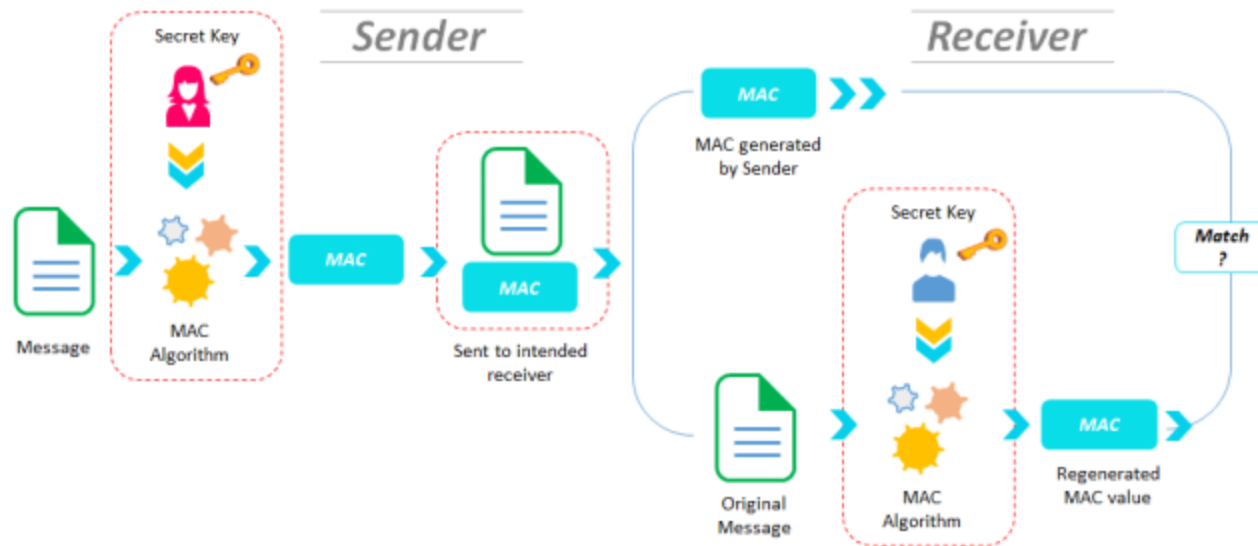 Sender
Secret Key
Message
MAC
Algorithm
MAC
MAC
Sent to intended
receiver
Receiver
MAC
MAC generated
by Sender
Secret Key
Original
Message
MAC
Algorithm
MAC
Regenerated
MAC value
Match
?